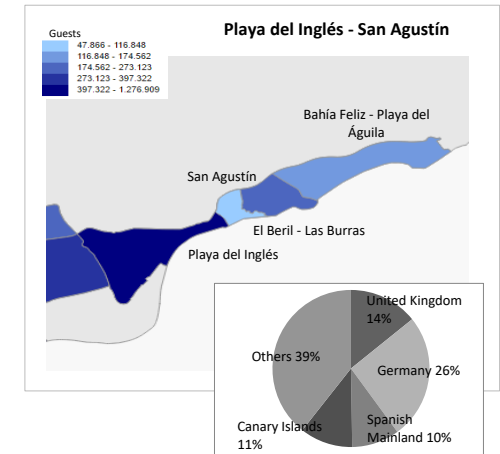 Playa del Inglés - San Agustín
Guests
47.866 - 116.848
116.848 - 174.562
174.562 - 273.123
273.123 - 397.322
397.322 - 1.276.909
Bahía Feliz - Playa del
Águila
San Agustín
El Beril - Las Burras
Playa del Inglés
United Kingdom
14%
Others 39%
Germany 26%
Canary Islands
11%
Spanish
Mainland 10%